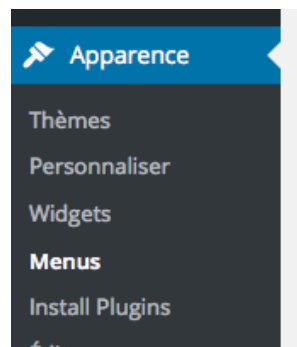 Apparence
Thèmes
Personnaliser
Widgets
Menus
Install Plugins